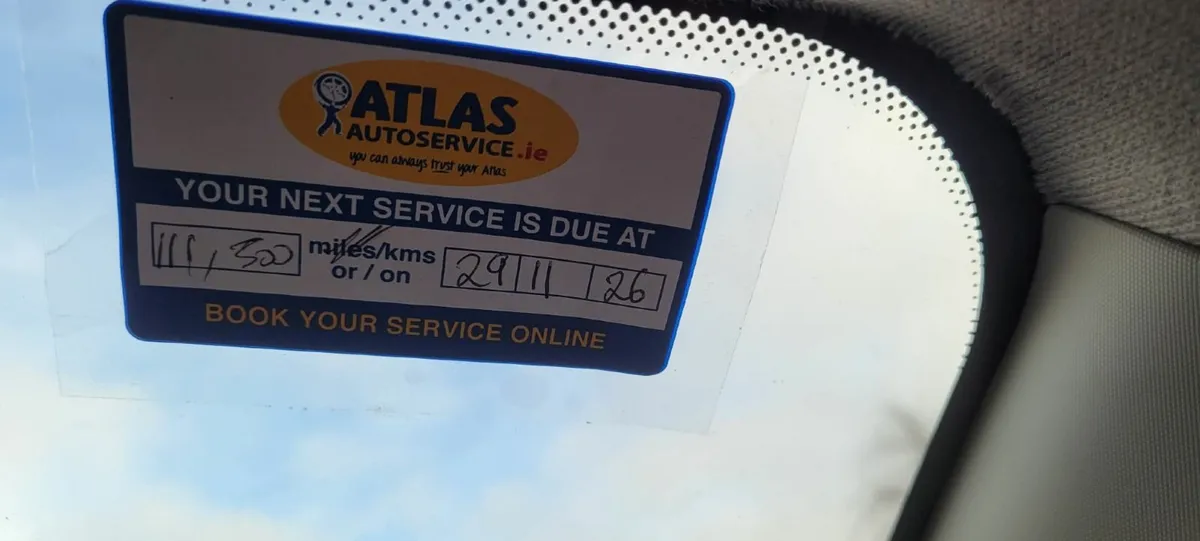 ATLAS
AUTOSERVICE.ie
you can always trust your Atlas
YOUR NEXT SERVICE IS DUE AT
111,300 miles/kms 29 11 26
or / on
BOOK YOUR SERVICE ONLINE